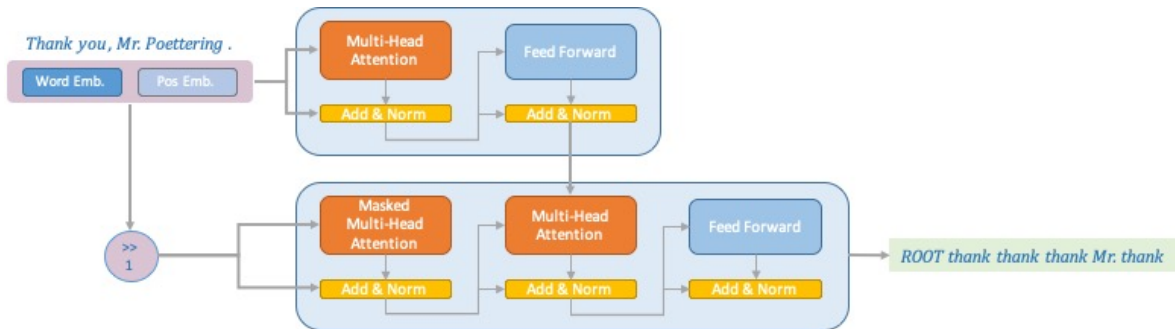 Thank you, Mr. Poettering .
Word Emb.
Pos Emb.
Multi-Head
Attention
Feed Forward
Add & Norm
Add & Norm
>>
1
Masked
Multi-Head
Attention
Multi-Head
Attention
Feed Forward
Add & Norm
Add & Norm
Add & Norm
ROOT thank thank thank Mr. thank